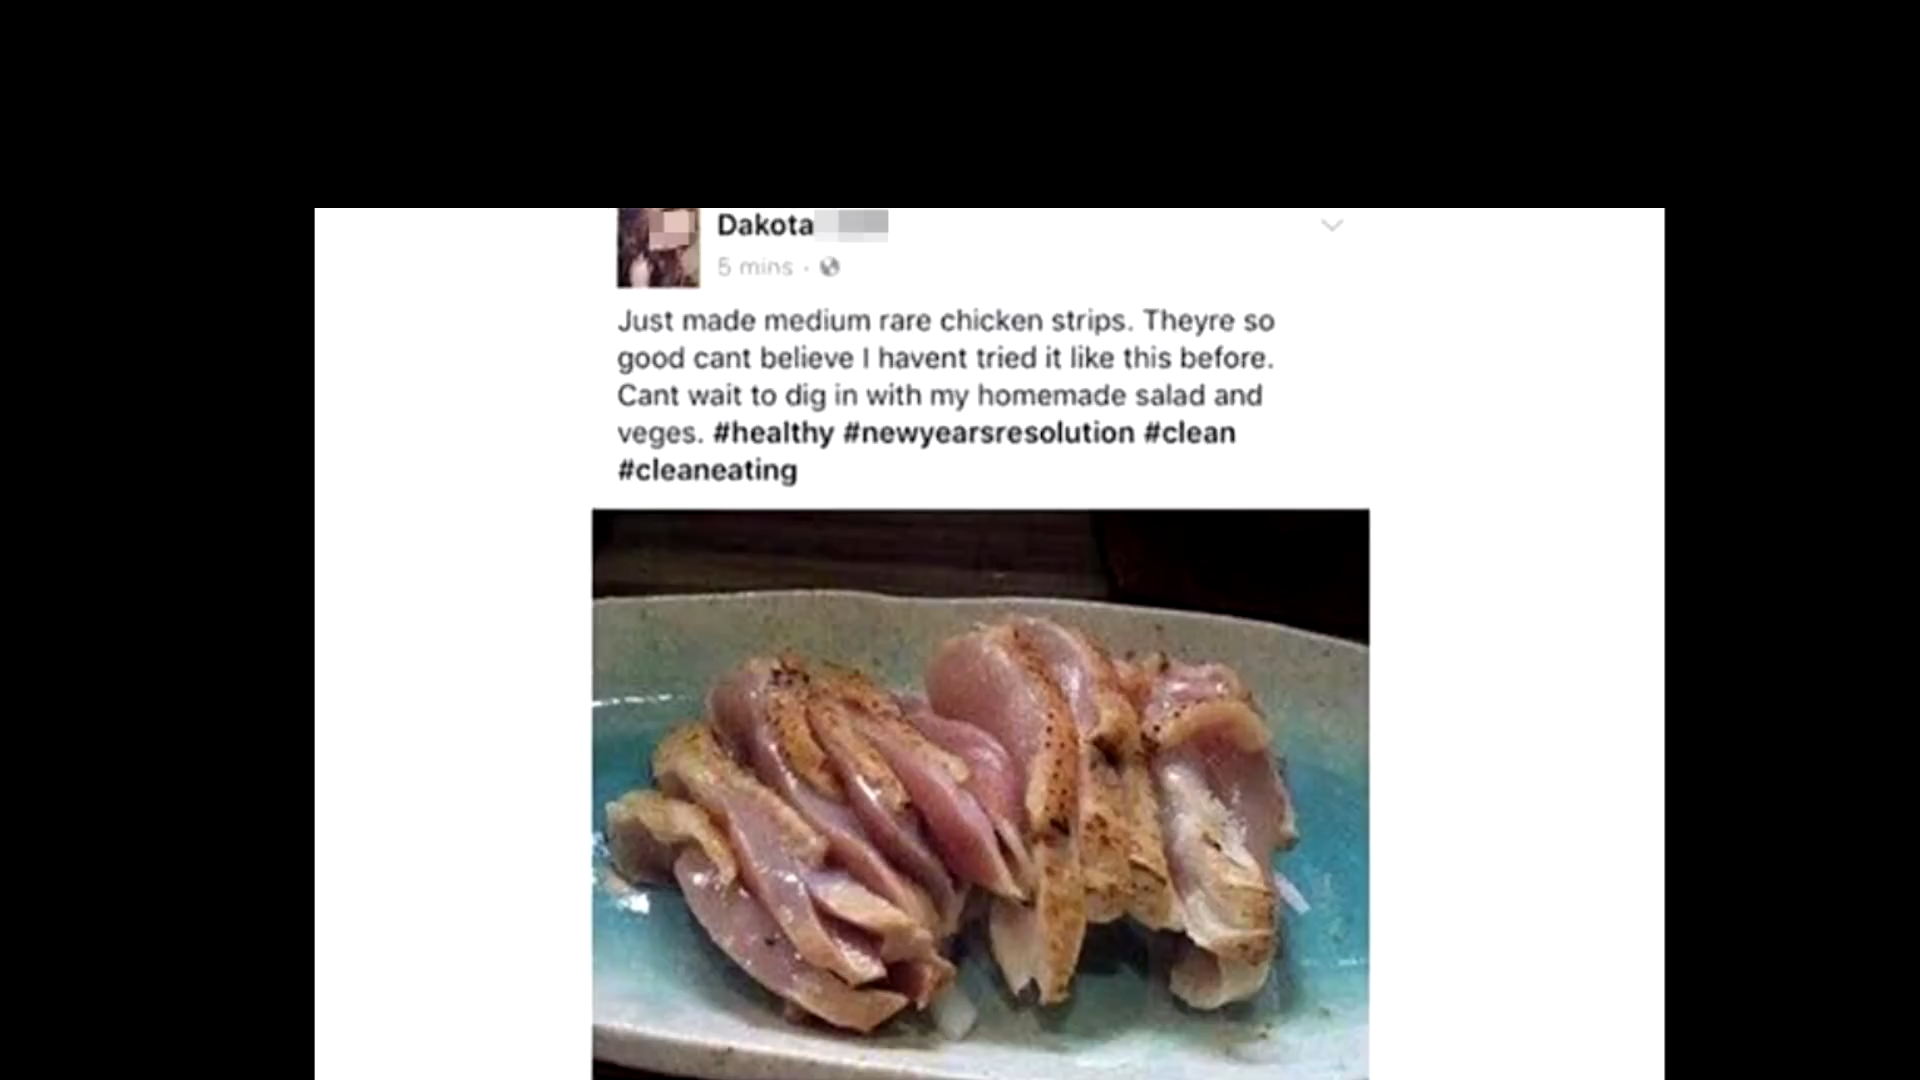 Dakota
5 mins ·
Just made medium rare chicken strips. Theyre so
good cant believe I havent tried it like this before.
Cant wait to dig in with my homemade salad and
veges. #healthy #newyearsresolution #clean
#cleaneating